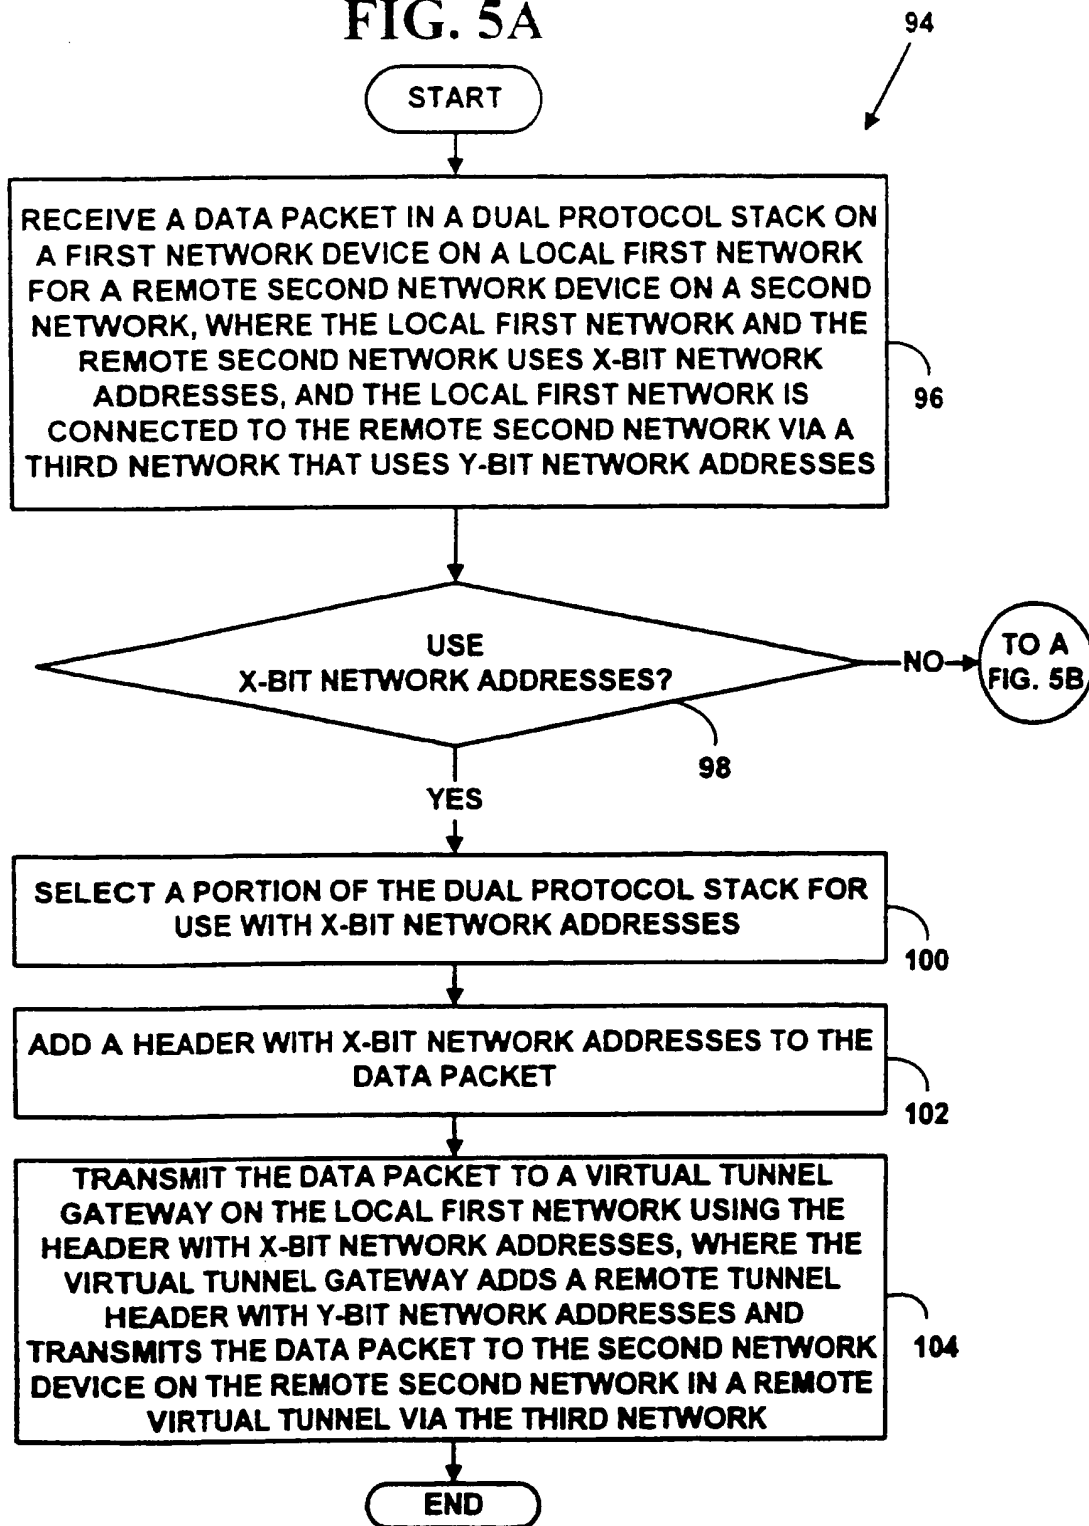 FIG. 5A
94
START
RECEIVE A DATA PACKET IN A DUAL PROTOCOL STACK ON
A FIRST NETWORK DEVICE ON A LOCAL FIRST NETWORK
FOR A REMOTE SECOND NETWORK DEVICE ON A SECOND
NETWORK, WHERE THE LOCAL FIRST NETWORK AND THE
REMOTE SECOND NETWORK USES X-BIT NETWORK
ADDRESSES, AND THE LOCAL FIRST NETWORK IS
CONNECTED TO THE REMOTE SECOND NETWORK VIA A
THIRD NETWORK THAT USES Y-BIT NETWORK ADDRESSES
96
USE
X-BIT NETWORK ADDRESSES?
NO
TO A
FIG. 5B
98
YES
SELECT A PORTION OF THE DUAL PROTOCOL STACK FOR
USE WITH X-BIT NETWORK ADDRESSES
100
ADD A HEADER WITH X-BIT NETWORK ADDRESSES TO THE
DATA PACKET
102
TRANSMIT THE DATA PACKET TO A VIRTUAL TUNNEL
GATEWAY ON THE LOCAL FIRST NETWORK USING THE
HEADER WITH X-BIT NETWORK ADDRESSES, WHERE THE
VIRTUAL TUNNEL GATEWAY ADDS A REMOTE TUNNEL
HEADER WITH Y-BIT NETWORK ADDRESSES AND
TRANSMITS THE DATA PACKET TO THE SECOND NETWORK
DEVICE ON THE REMOTE SECOND NETWORK IN A REMOTE
VIRTUAL TUNNEL VIA THE THIRD NETWORK
104
END